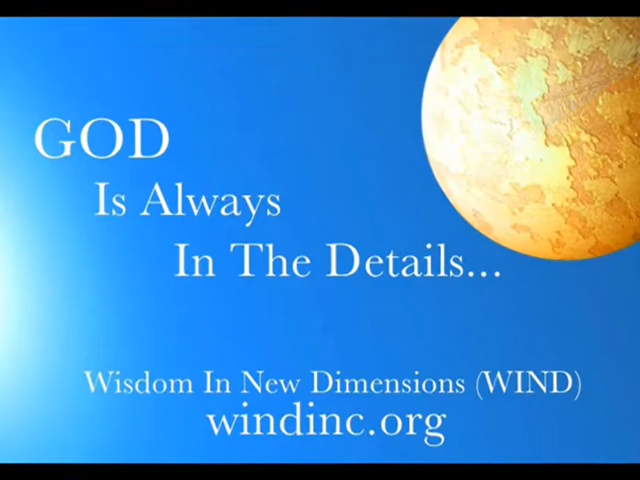 GOD
Is Always
In The Details...
Wisdom In New Dimensions (WIND)
windinc.org